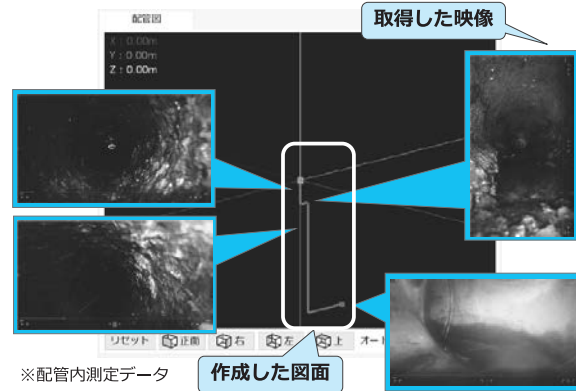 配管図
取得した映像
X : 0.00m
Y : 0.00m
Z : 0.00m
リセット 正面 右 左 上 オート
※配管内測定データ
作成した図面